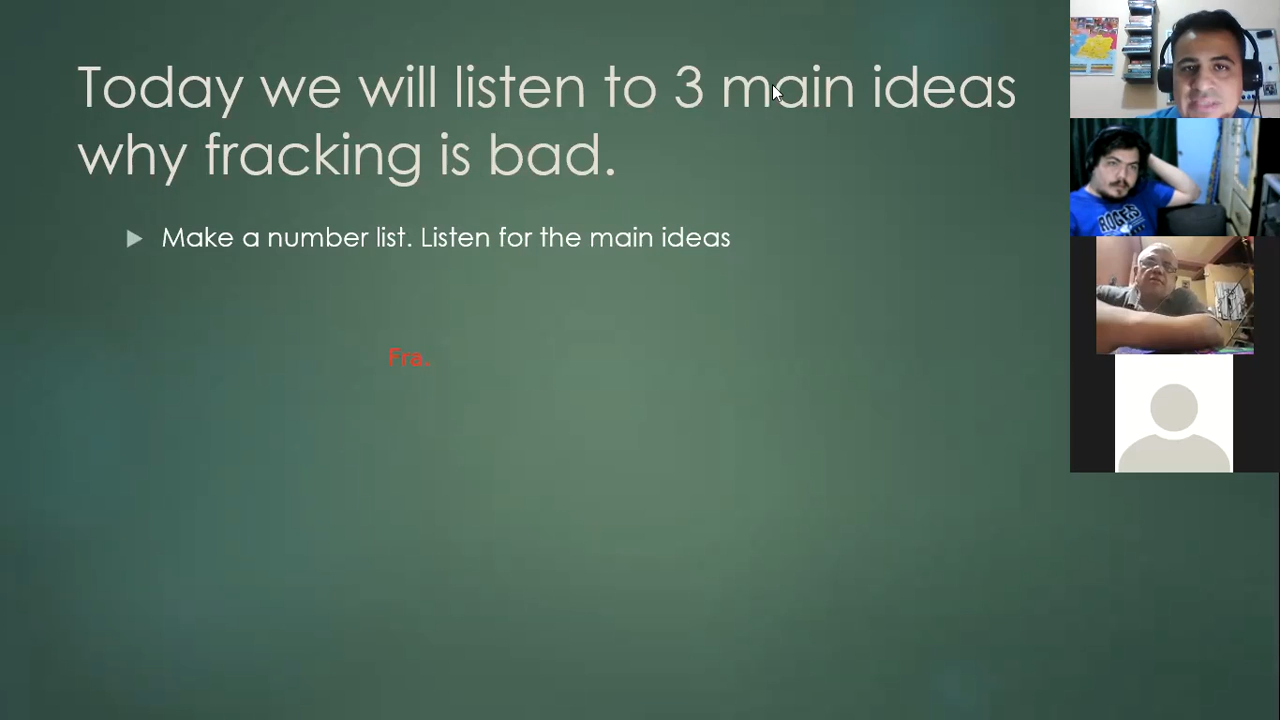 Today we will listen to 3 main ideas
why fracking is bad.
Make a number list. Listen for the main ideas
Fra.
ROGER